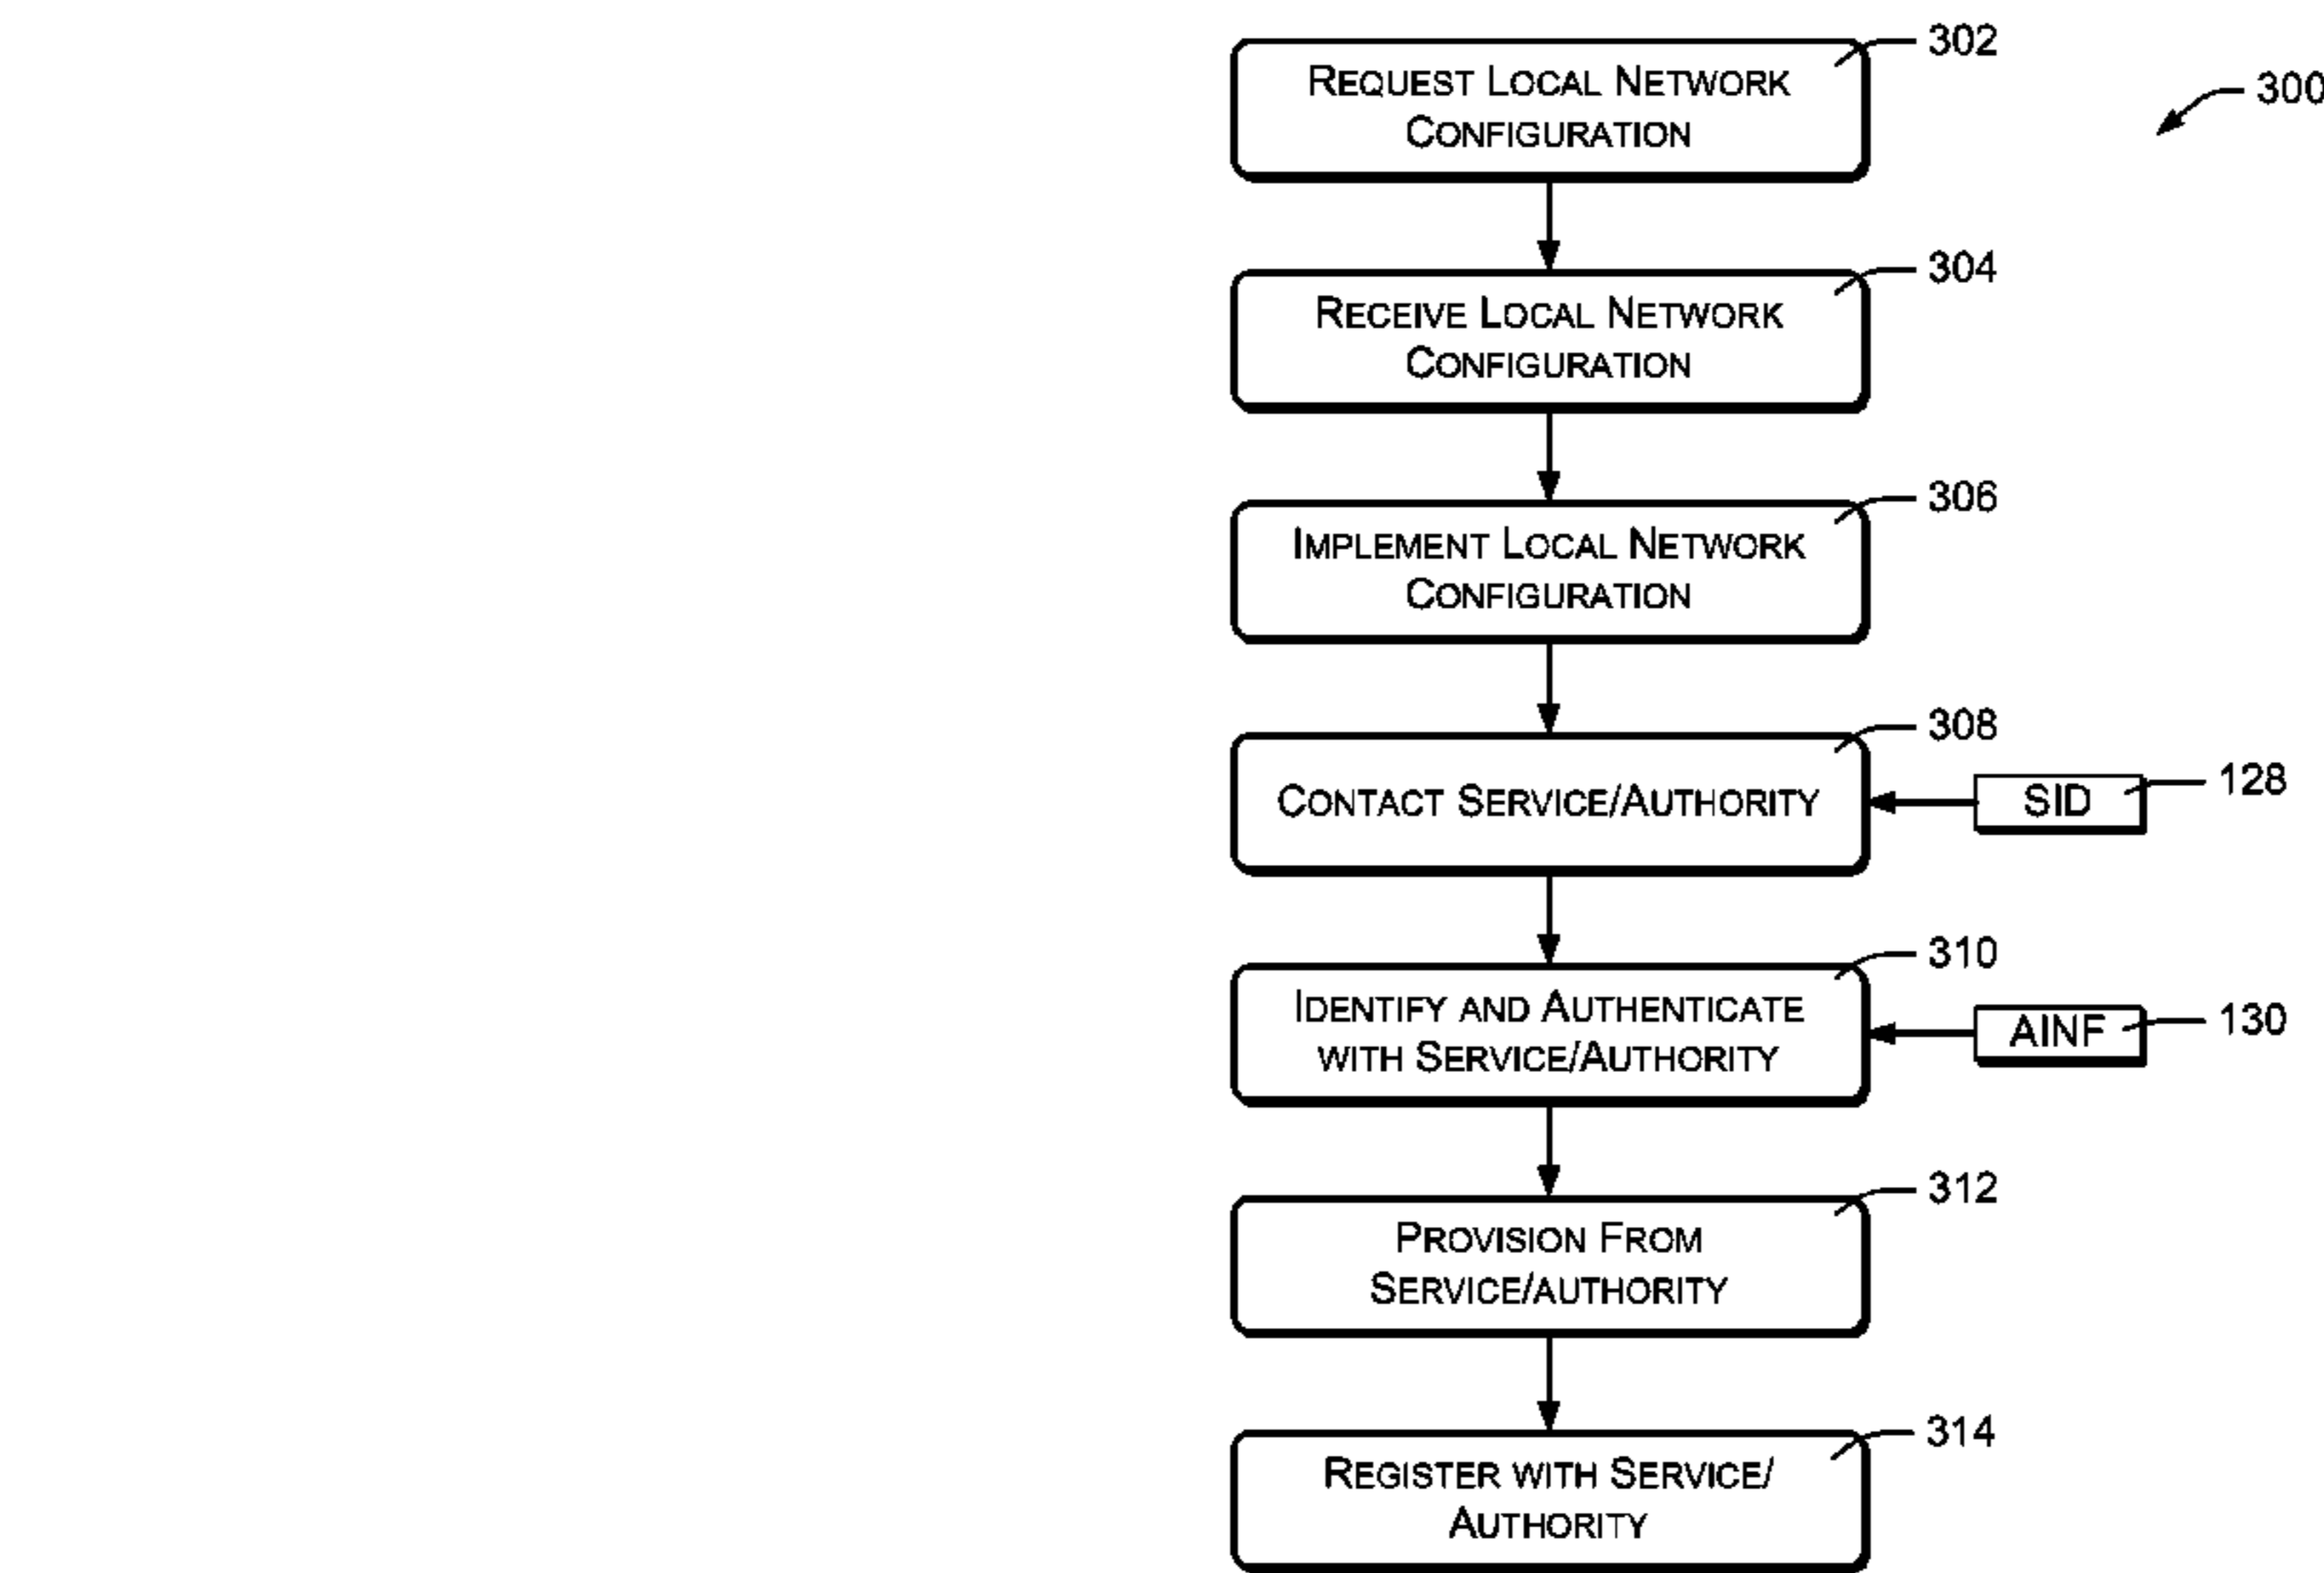 302
REQUEST LOCAL NETWORK
CONFIGURATION
300
304
RECEIVE LOCAL NETWORK
CONFIGURATION
306
IMPLEMENT LOCAL NETWORK
CONFIGURATION
308
CONTACT SERVICE/AUTHORITY
SID
128
310
IDENTIFY AND AUTHENTICATE
WITH SERVICE/AUTHORITY
AINF
130
312
PROVISION FROM
SERVICE/AUTHORITY
314
REGISTER WITH SERVICE/
AUTHORITY